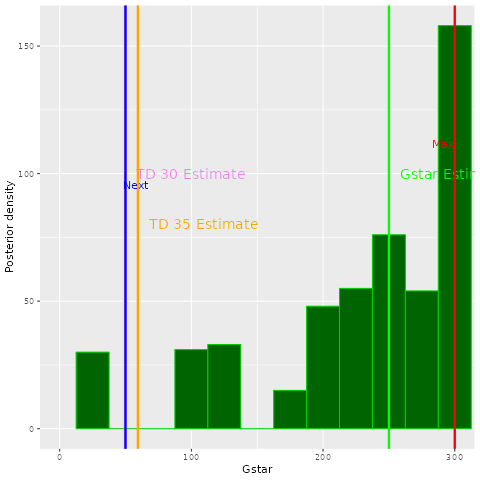 150
Max
100
TD 30 Estimate
Gstar Estim
Next
TD 35 Estimate
Posterior density
50
0
0
100
200
300
Gstar